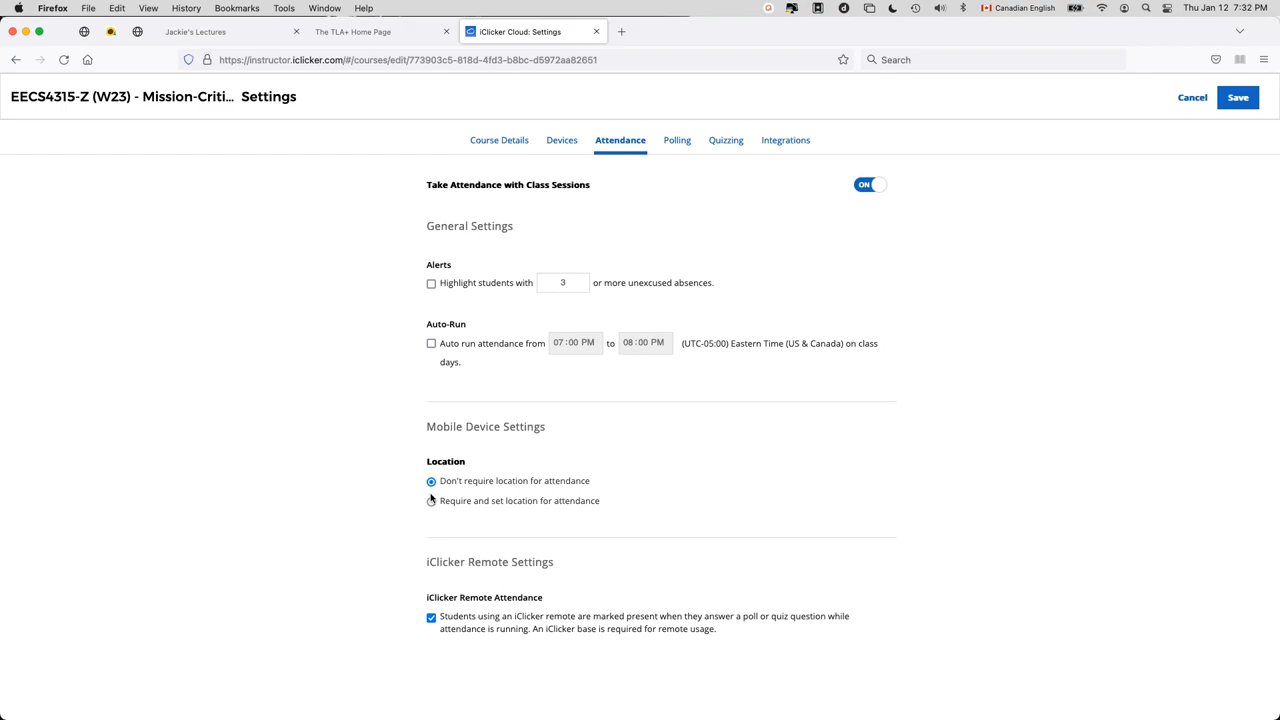 Firefox File Edit View History Bookmarks Tools Window Help Canadian English Thu Jan 12 7:32 PM
Jackie's Lectures The TLA+ Home Page iClicker Cloud: Settings
https://instructor.iclicker.com/#/courses/edit/773903c5-818d-4fd3-b8bc-d5972aa82651 Search
EECS4315-Z (W23) - Mission-Criti... Settings Cancel Save
Course Details Devices Attendance Polling Quizzing Integrations
Take Attendance with Class Sessions ON
General Settings
Alerts
Highlight students with 3 or more unexcused absences.
Auto-Run
Auto run attendance from 07:00 PM to 08:00 PM (UTC-05:00) Eastern Time (US & Canada) on class
days.
Mobile Device Settings
Location
Don't require location for attendance
Require and set location for attendance
iClicker Remote Settings
iClicker Remote Attendance
Students using an iClicker remote are marked present when they answer a poll or quiz question while
attendance is running. An iClicker base is required for remote usage.